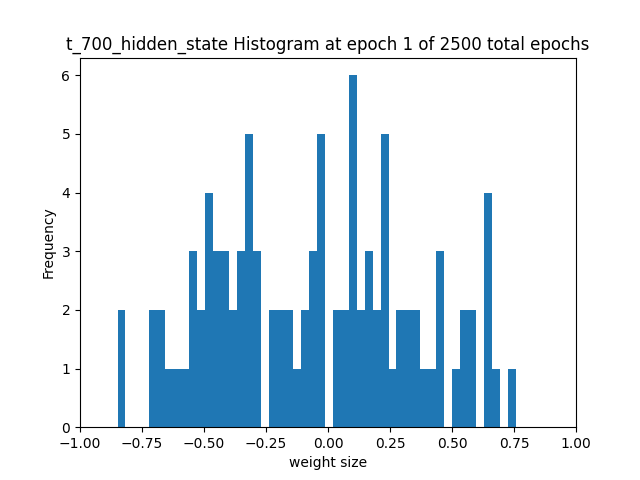 t_700_hidden_state Histogram at epoch 1 of 2500 total epochs
6
5
4
3
2
1
0
Frequency
−1.00 −0.75 −0.50 −0.25 0.00 0.25 0.50 0.75 1.00
weight size